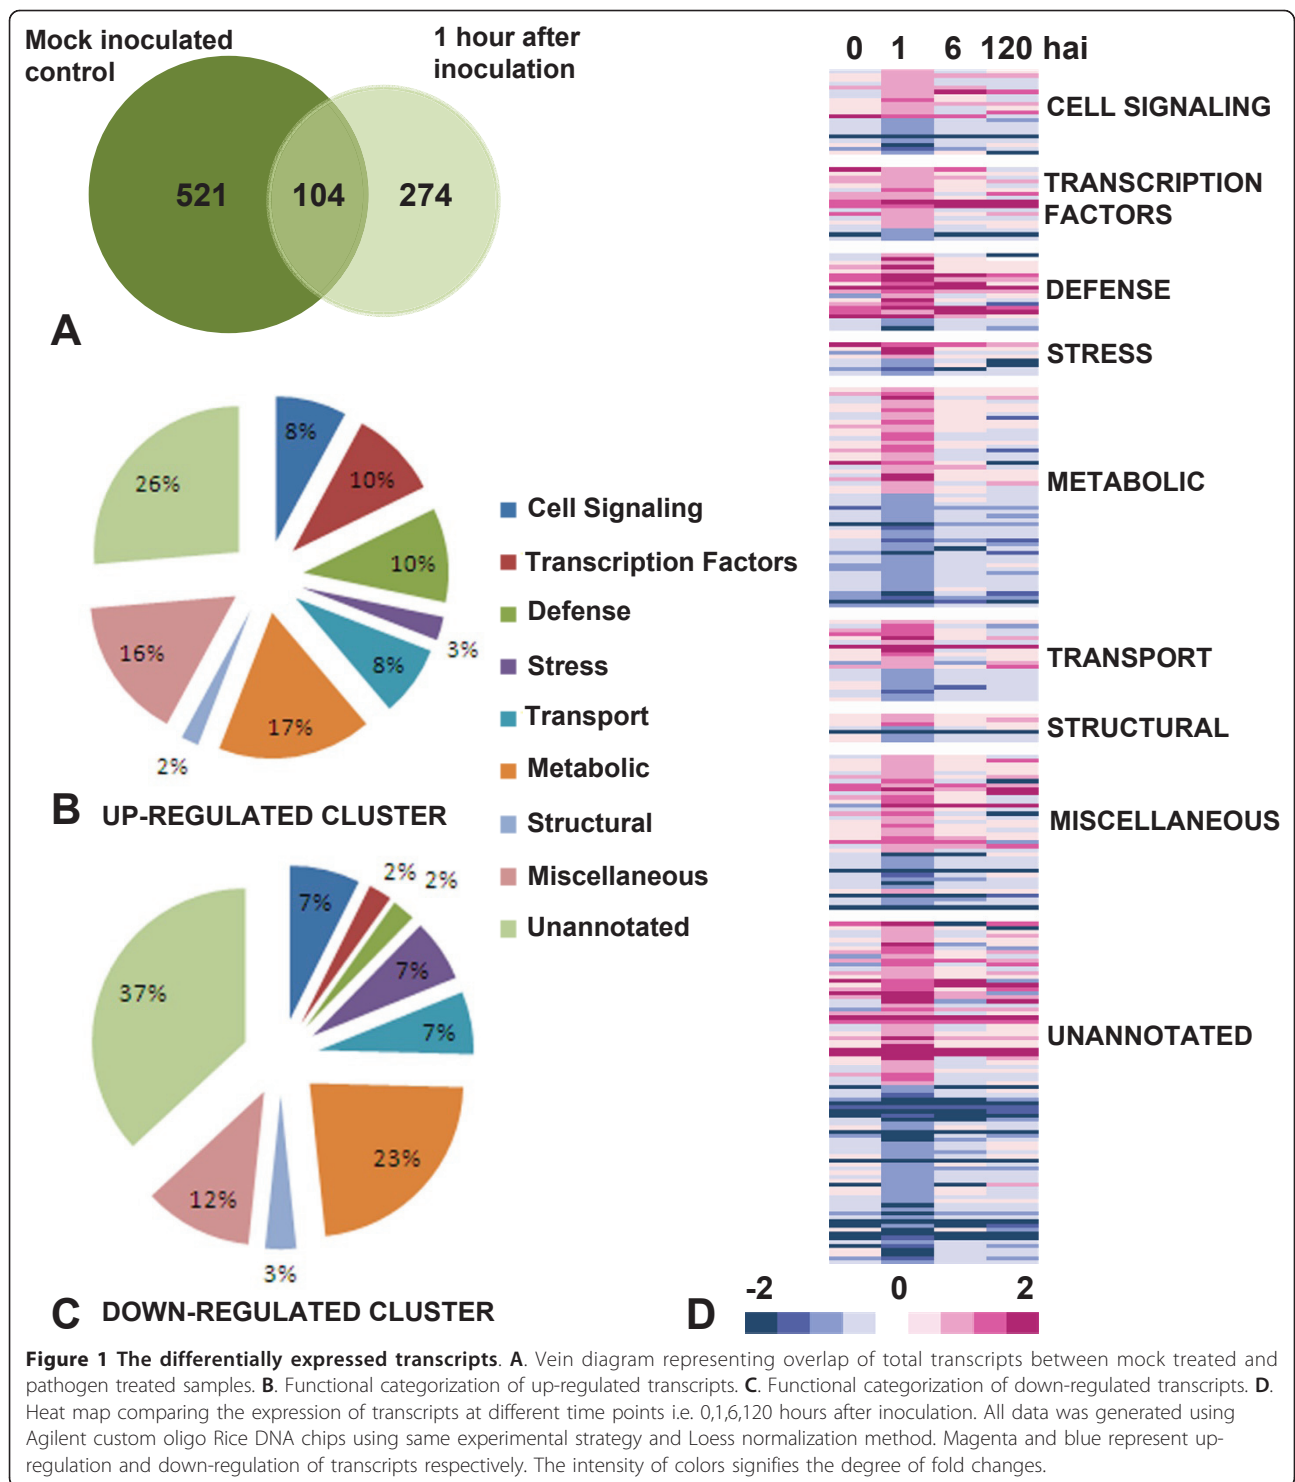 Mock inoculated
control
1 hour after
inoculation
521
104
274
A
8%
10%
10%
3%
8%
17%
2%
16%
26%
B UP-REGULATED CLUSTER
Cell Signaling
Transcription Factors
Defense
Stress
Transport
Metabolic
Structural
Miscellaneous
Unannotated
7%
2%
2%
7%
7%
23%
3%
12%
37%
C DOWN-REGULATED CLUSTER
0 1 6 120 hai
CELL SIGNALING
TRANSCRIPTION
FACTORS
DEFENSE
STRESS
METABOLIC
TRANSPORT
STRUCTURAL
MISCELLANEOUS
UNANNOTATED
-2 0 2
D
Figure 1 The differentially expressed transcripts. A. Vein diagram representing overlap of total transcripts between mock treated and
pathogen treated samples. B. Functional categorization of up-regulated transcripts. C. Functional categorization of down-regulated transcripts. D.
Heat map comparing the expression of transcripts at different time points i.e. 0,1,6,120 hours after inoculation. All data was generated using
Agilent custom oligo Rice DNA chips using same experimental strategy and Loess normalization method. Magenta and blue represent up-
regulation and down-regulation of transcripts respectively. The intensity of colors signifies the degree of fold changes.